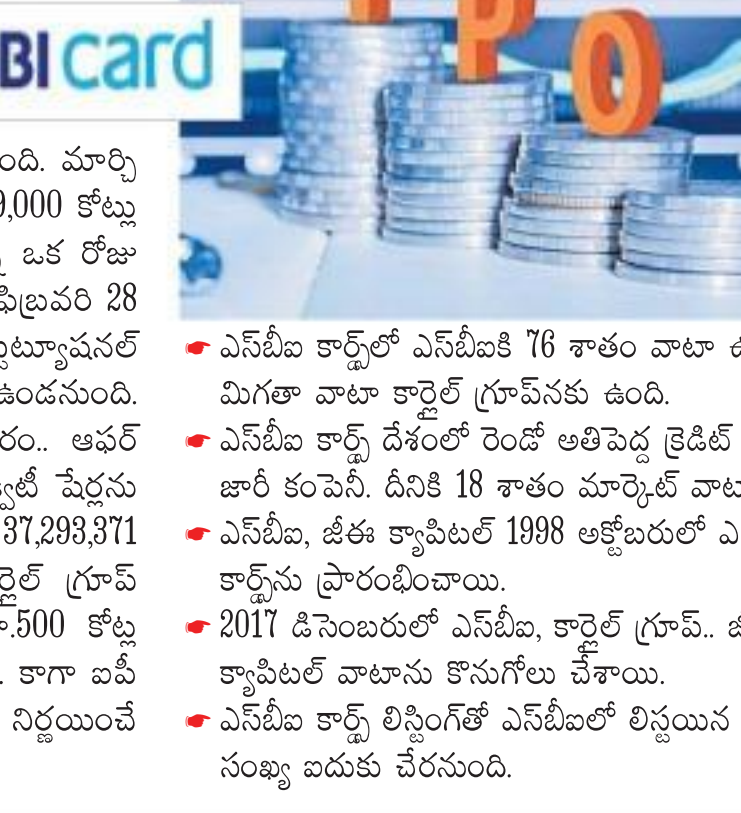 BI card
PO
ంది. మార్చి
9,000 కోట్లు
ఒక రోజు
ఫిబ్రవరి 28
ట్యూషనల్
ఉండనుంది.
రం.. ఆఫర్
క్విటీ షేర్లను
37,293,371
ర్లైల్ గ్రూప్
రూ.500 కోట్ల
. కాగా ఐపీ
నిర్ణయించే
☛ ఎస్‌బీఐ కార్డ్స్‌లో ఎస్‌బీఐకి 76 శాతం వాటా
మిగతా వాటా కార్లైల్ గ్రూప్‌నకు ఉంది.
☛ ఎస్‌బీఐ కార్డ్స్ దేశంలో రెండో అతిపెద్ద క్రెడిట్
జారీ కంపెనీ. దీనికి 18 శాతం మార్కెట్ వాటా
☛ ఎస్‌బీఐ, జీఈ క్యాపిటల్ 1998 అక్టోబరులో ఎ
కార్డ్స్‌ను ప్రారంభించాయి.
☛ 2017 డిసెంబరులో ఎస్‌బీఐ, కార్లైల్ గ్రూప్.. జీ
క్యాపిటల్ వాటాను కొనుగోలు చేశాయి.
☛ ఎస్‌బీఐ కార్డ్స్ లిస్టింగ్‌తో ఎస్‌బీఐలో లిస్టయిన
సంఖ్య ఐదుకు చేరనుంది.